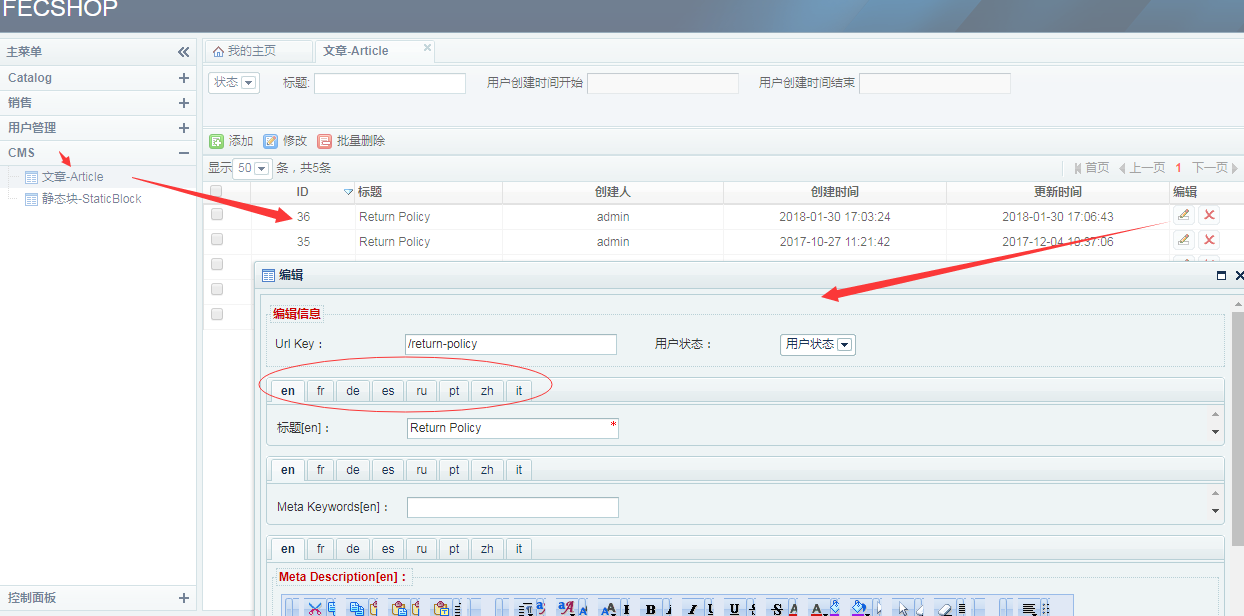 FECSHOP
主菜单
我的主页
文章-Article
Catalog
销售
用户管理
CMS
文章-Article
静态块-StaticBlock
控制面板
状态 标题: 用户创建时间开始 用户创建时间结束
添加 修改 批量删除
显示 50 条，共5条 首页 上一页 1 下一页
ID 标题 创建人 创建时间 更新时间 编辑
36 Return Policy admin 2018-01-30 17:03:24 2018-01-30 17:06:43
35 Return Policy admin 2017-10-27 11:21:42 2017-12-04 10:37:06
编辑
编辑信息
Url Key： /return-policy 用户状态： 用户状态
en fr de es ru pt zh it
标题[en]： Return Policy *
en fr de es ru pt zh it
Meta Keywords[en]：
en fr de es ru pt zh it
Meta Description[en]：